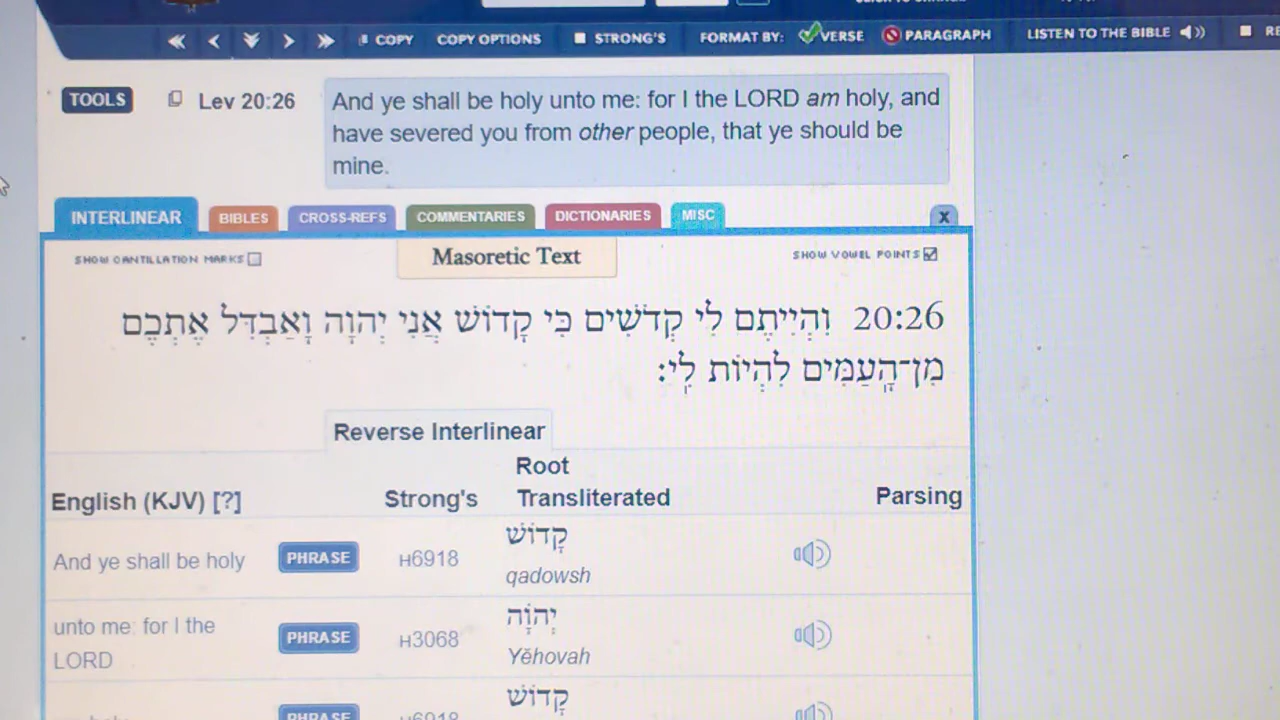 COPY COPY OPTIONS STRONG'S FORMAT BY: VERSE PARAGRAPH LISTEN TO THE BIBLE
TOOLS Lev 20:26 And ye shall be holy unto me: for I the LORD am holy, and
have severed you from other people, that ye should be
mine.
INTERLINEAR BIBLES CROSS-REFS COMMENTARIES DICTIONARIES MISC X
SHOW CANTILLATION MARKS Masoretic Text SHOW VOWEL POINTS
20:26 וִהְיִיתֶם לִי קְדֹשִׁים כִּי קָדוֹשׁ אֲנִי יְהוָה וָאַבְדִּל אֶתְכֶם
מִן־הָעַמִּים לִהְיוֹת לִי׃
Reverse Interlinear
English (KJV) [?] Strong's Root Transliterated Parsing
And ye shall be holy PHRASE H6918 קָדוֹשׁ
qadowsh
unto me: for I the LORD PHRASE H3068 יְהֹוָה
Yĕhovah
PHRASE H6918 קָדוֹשׁ